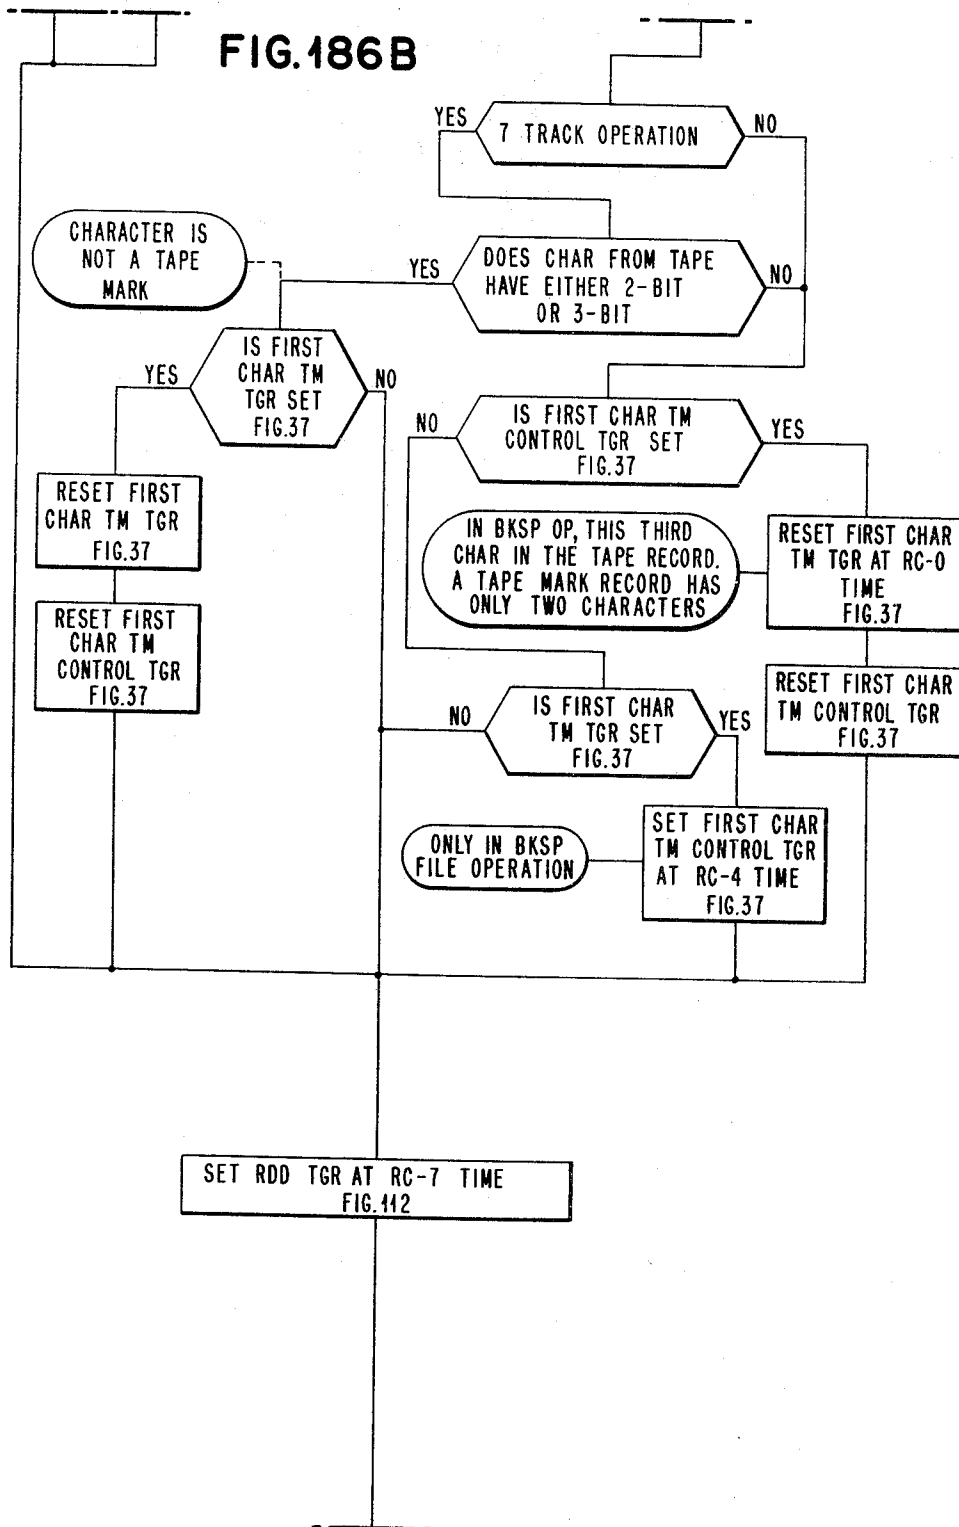 FIG.186B
YES
7 TRACK OPERATION
NO
CHARACTER IS
NOT A TAPE
MARK
YES
DOES CHAR FROM TAPE
HAVE EITHER 2-BIT
OR 3-BIT
NO
YES
IS FIRST
CHAR TM
TGR SET
FIG.37
NO
NO
IS FIRST CHAR TM
CONTROL TGR SET
FIG.37
YES
RESET FIRST
CHAR TM TGR
FIG.37
IN BKSP OP, THIS THIRD
CHAR IN THE TAPE RECORD.
A TAPE MARK RECORD HAS
ONLY TWO CHARACTERS
RESET FIRST CHAR
TM TGR AT RC-0
TIME
FIG.37
RESET FIRST
CHAR TM
CONTROL TGR
FIG.37
RESET FIRST CHAR
TM CONTROL TGR
FIG.37
NO
IS FIRST CHAR
TM TGR SET
FIG.37
YES
ONLY IN BKSP
FILE OPERATION
SET FIRST CHAR
TM CONTROL TGR
AT RC-4 TIME
FIG.37
SET RDD TGR AT RC-7 TIME
FIG.112